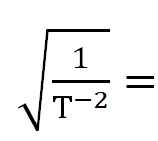 √(1/T⁻²) =